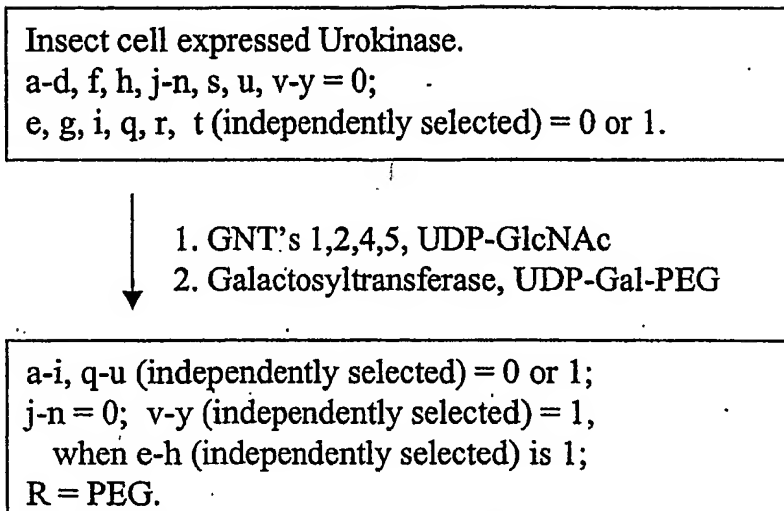 Insect cell expressed Urokinase.
a-d, f, h, j-n, s, u, v-y = 0;
e, g, i, q, r, t (independently selected) = 0 or 1.
1. GNT's 1,2,4,5, UDP-GlcNAc
2. Galactosyltransferase, UDP-Gal-PEG
a-i, q-u (independently selected) = 0 or 1;
j-n = 0; v-y (independently selected) = 1,
when e-h (independently selected) is 1;
R = PEG.